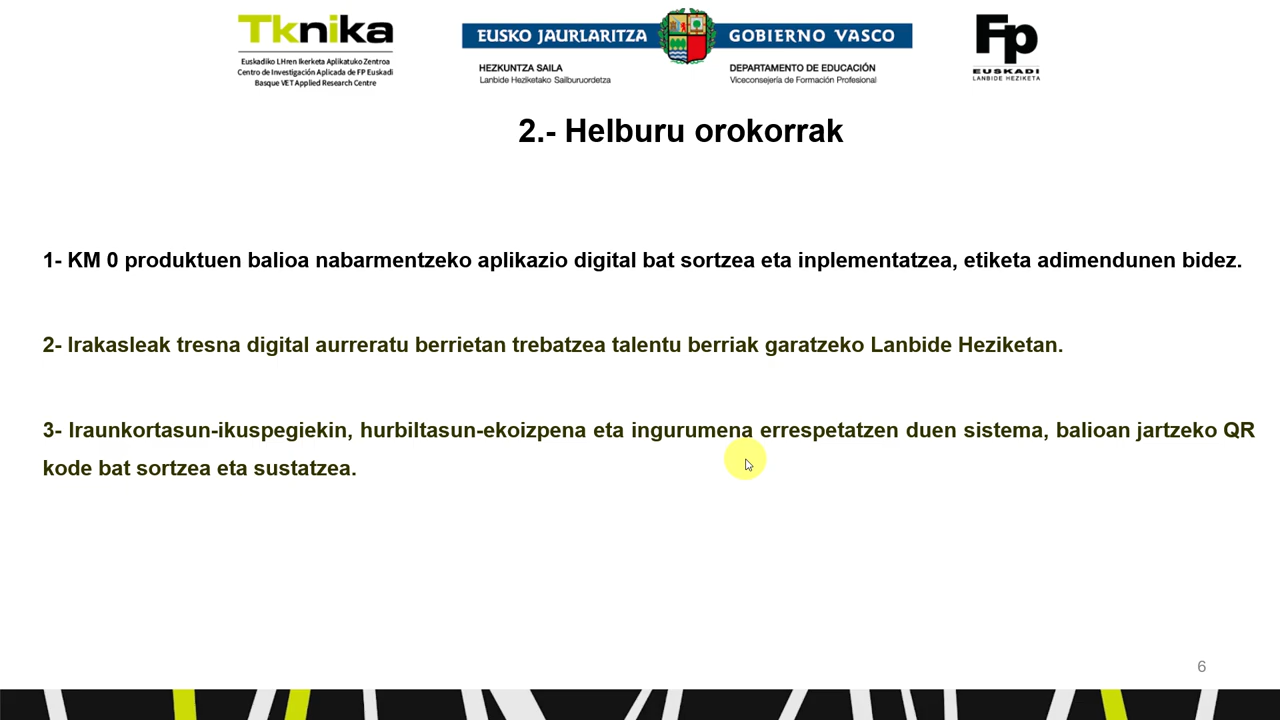 Tknika
Euskadiko LHren Ikerketa Aplikatuko Zentroa
Centro de Investigación Aplicada de FP Euskadi
Basque VET Applied Research Centre
EUSKO JAURLARITZA
GOBIERNO VASCO
HEZKUNTZA SAILA
Lanbide Heziketako Sailburuordetza
DEPARTAMENTO DE EDUCACIÓN
Viceconsejería de Formación Profesional
Fp
EUSKADI
LANBIDE HEZIKETA
2.- Helburu orokorrak
1- KM 0 produktuen balioa nabarmentzeko aplikazio digital bat sortzea eta inplementatzea, etiketa adimendunen bidez.
2- Irakasleak tresna digital aurreratu berrietan trebatzea talentu berriak garatzeko Lanbide Heziketan.
3- Iraunkortasun-ikuspegiekin, hurbiltasun-ekoizpena eta ingurumena errespetatzen duen sistema, balioan jartzeko QR
kode bat sortzea eta sustatzea.
6